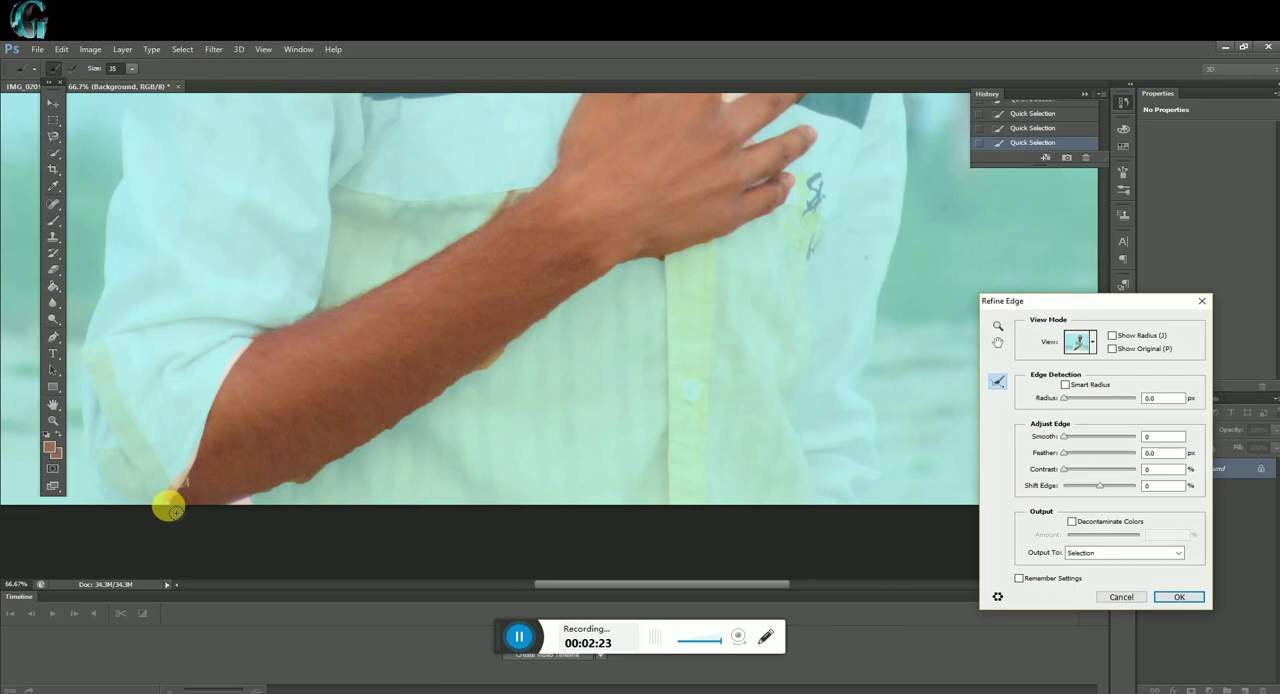 G
Ps File Edit Image Layer Type Select Filter 3D View Window Help
Size: 35 3D
66.7% (Background, RGB/8) *
History Properties
No Properties
Quick Selection
Quick Selection
Quick Selection
Refine Edge
View Mode
View: Show Radius (J)
Show Original (P)
Edge Detection
Smart Radius
Radius: 0.0 px
Adjust Edge
Smooth: 0
Feather: 0.0 px
Contrast: 0 %
Shift Edge: 0 %
Output
Decontaminate Colors
Amount: %
Output To: Selection
Remember Settings
Cancel OK
66.67% Doc: 34.3M/34.3M
Timeline
Recording...
00:02:23
Create Video Timeline